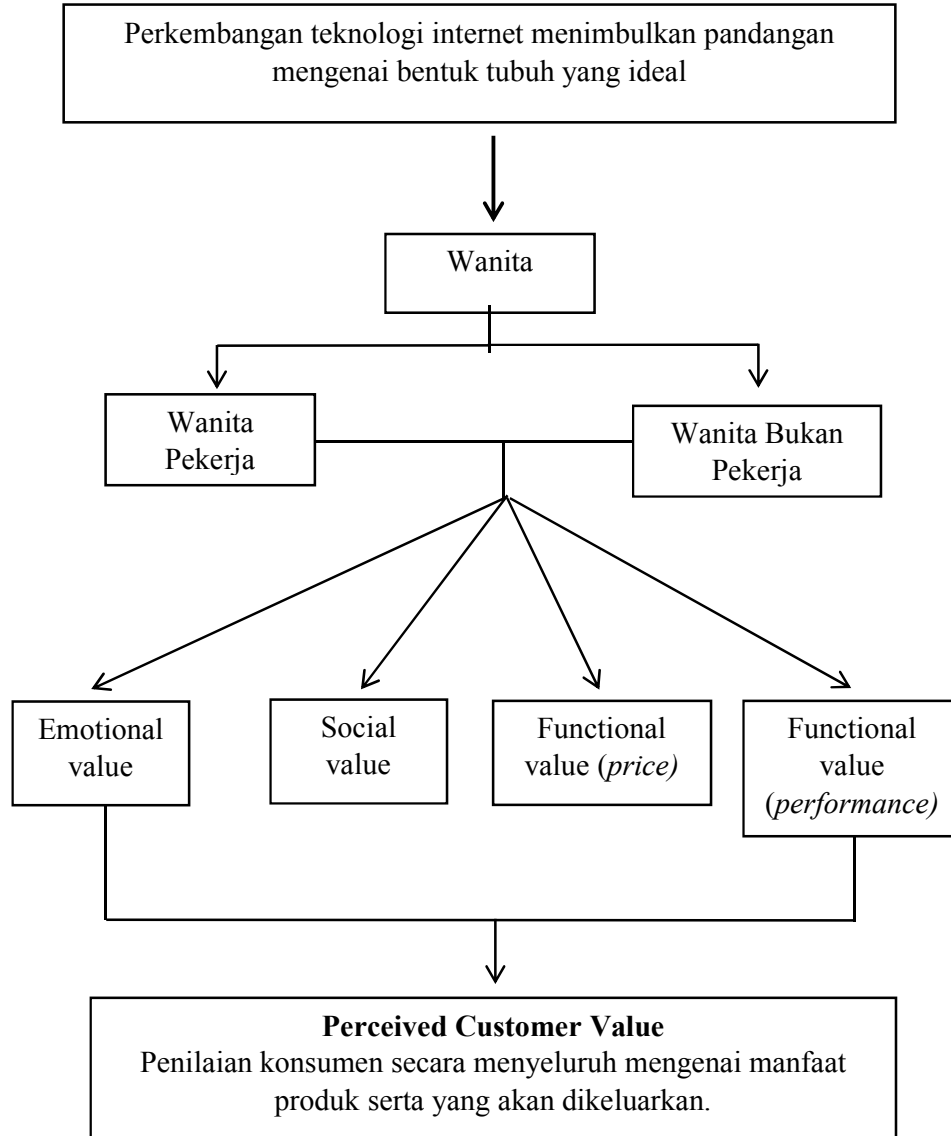 Perkembangan teknologi internet menimbulkan pandangan
mengenai bentuk tubuh yang ideal
Wanita
Wanita
Pekerja
Wanita Bukan
Pekerja
Emotional
value
Social
value
Functional
value (price)
Functional
value
(performance)
Perceived Customer Value
Penilaian konsumen secara menyeluruh mengenai manfaat
produk serta yang akan dikeluarkan.